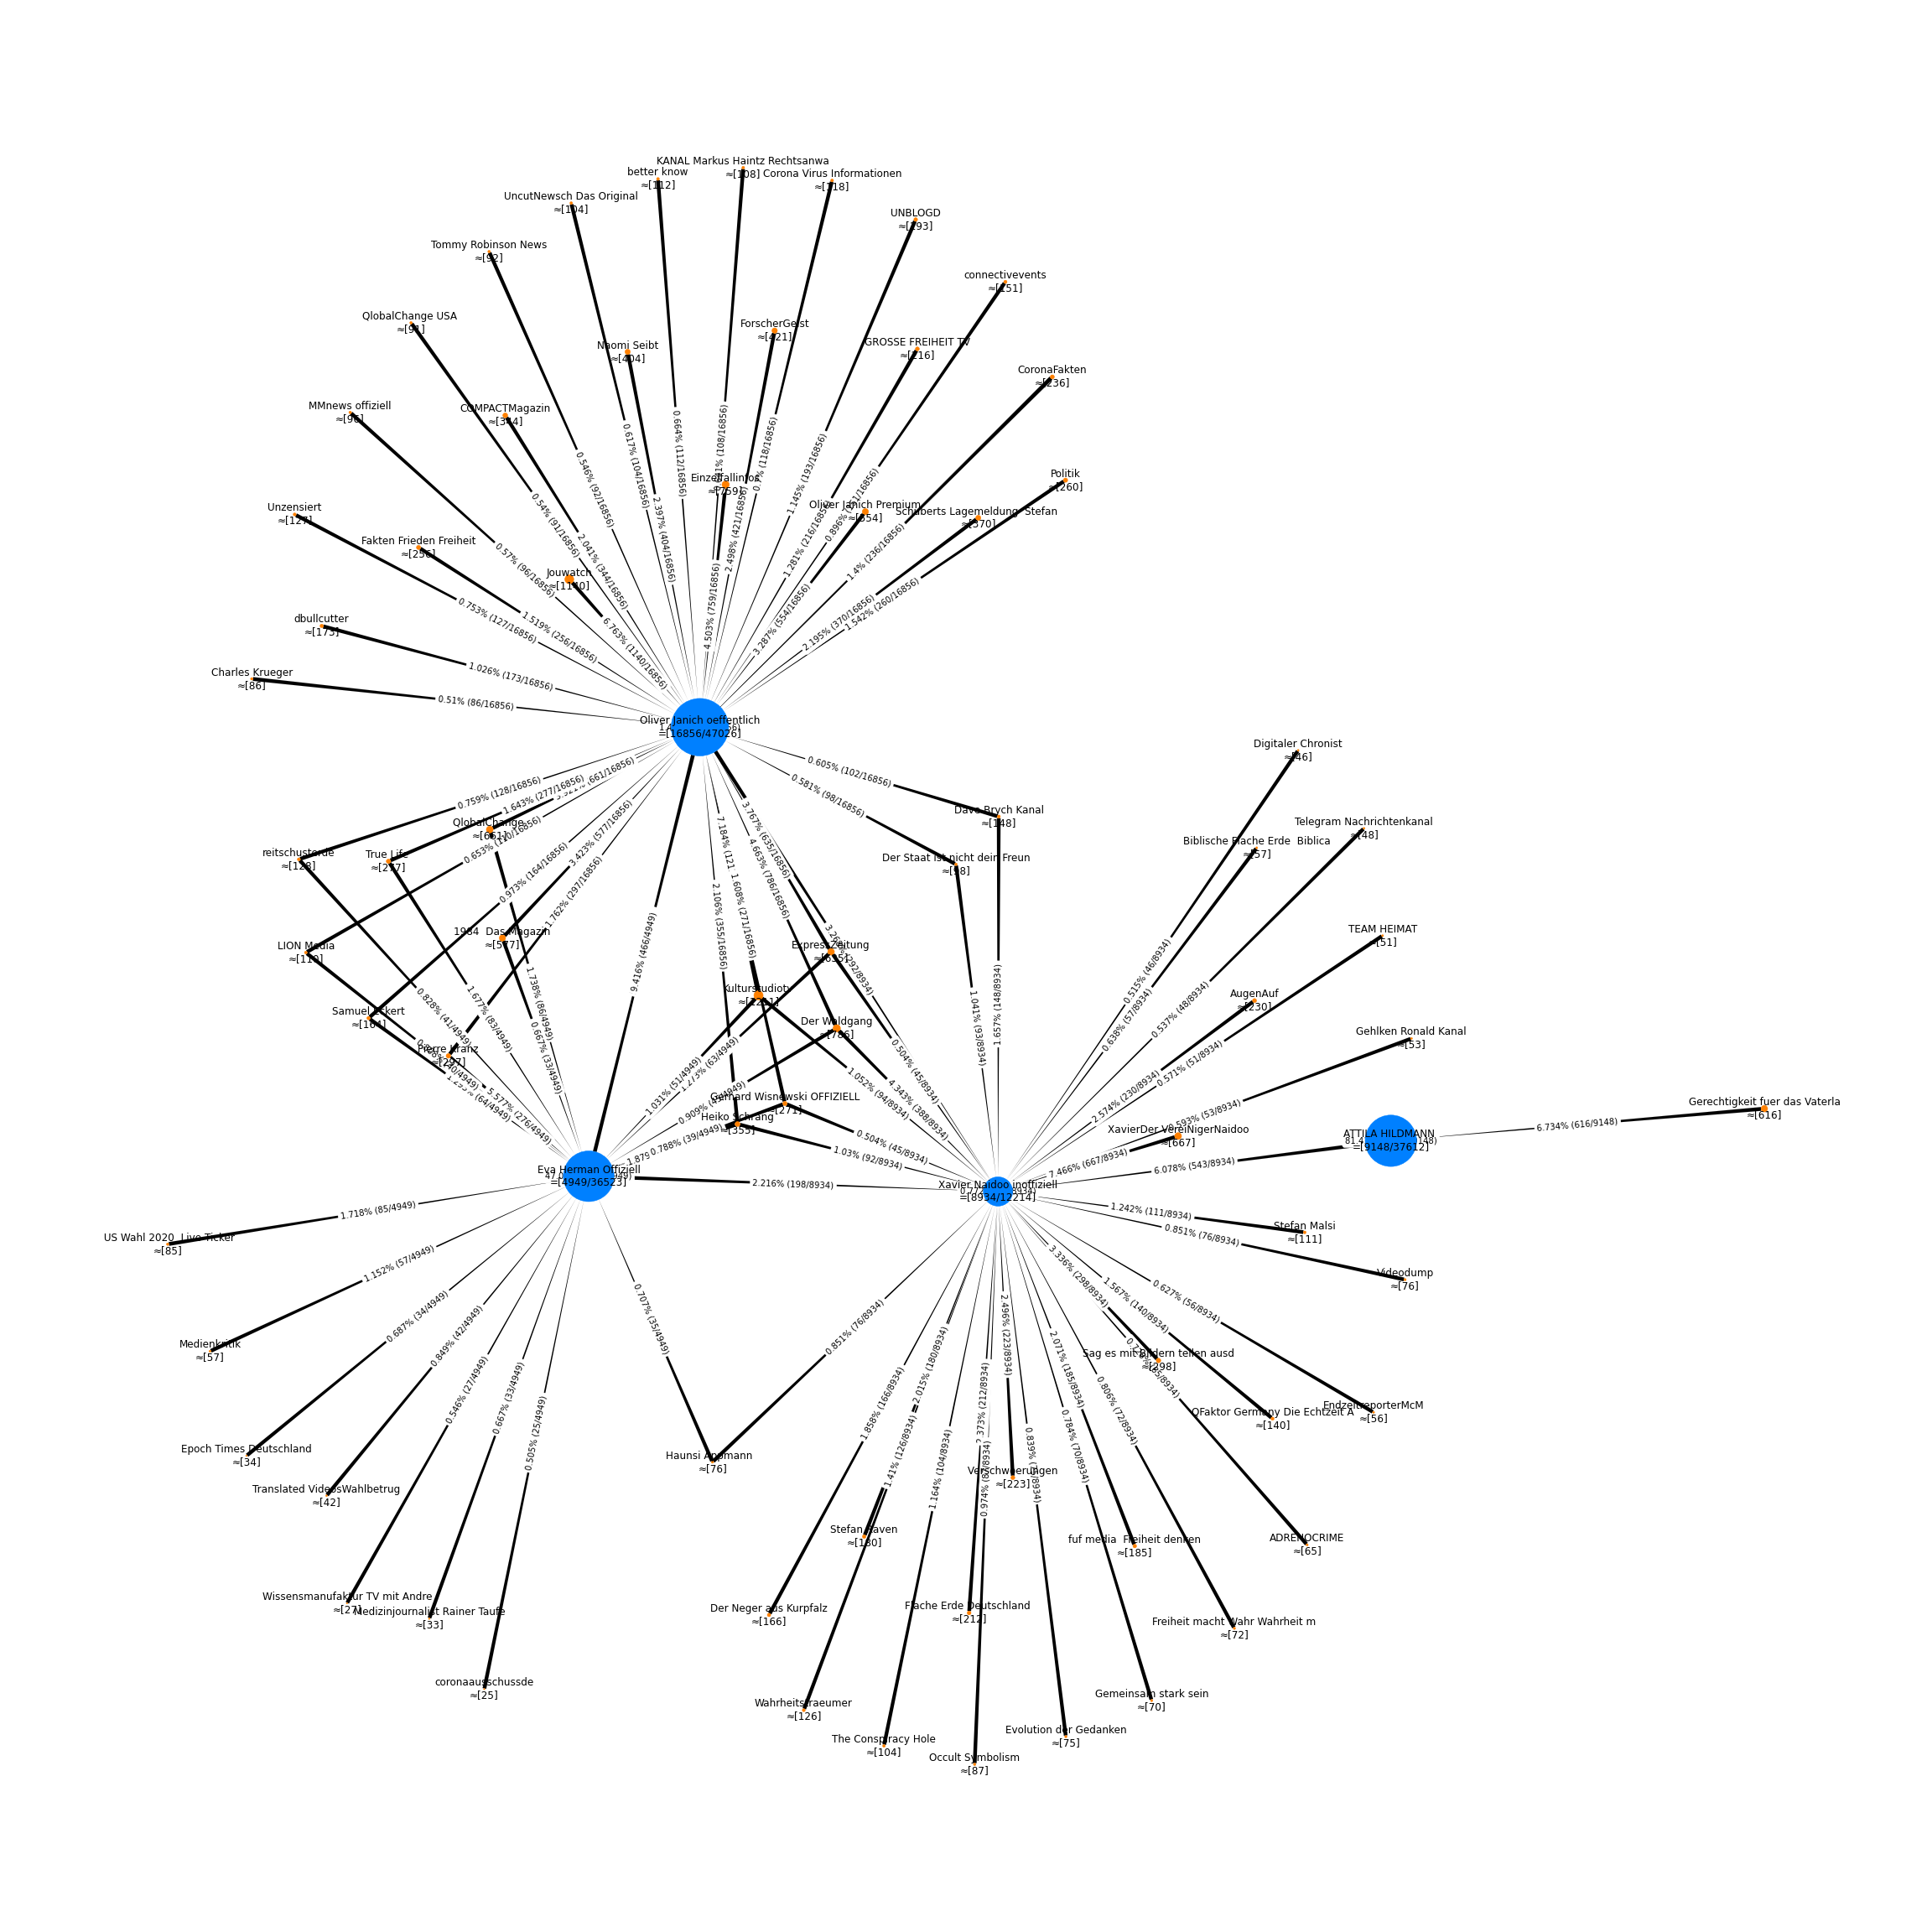 KANAL Markus Haintz Rechtsanwa
≈[108]
better know
≈[112]
Corona Virus Informationen
≈[118]
UncutNewsch Das Original
≈[104]
UNBLOGD
≈[193]
Tommy Robinson News
≈[92]
connectivevents
≈[151]
QlobalChange USA
≈[91]
ForscherGeist
≈[421]
Naomi Seibt
≈[404]
GROSSE FREIHEIT TV
≈[216]
CoronaFakten
≈[236]
MMnews offiziell
≈[96]
COMPACTMagazin
≈[344]
Einzelfallinfos
≈[759]
Politik
≈[260]
Oliver Janich Premium
≈[554]
Schuberts Lagemeldung Stefan
≈[370]
Unzensiert
≈[127]
Fakten Frieden Freiheit
≈[256]
Jouwatch
≈[1140]
dbullcutter
≈[173]
Charles Krueger
≈[86]
0.664% (112/16856)
0.617% (104/16856)
0.546% (92/16856)
0.54% (91/16856)
2.397% (404/16856)
2.041% (344/16856)
2.498% (421/16856)
1.145% (193/16856)
1.281% (216/16856)
1.4% (236/16856)
4.503% (759/16856)
3.287% (554/16856)
2.195% (370/16856)
1.542% (260/16856)
0.57% (96/16856)
0.753% (127/16856)
1.519% (256/16856)
6.763% (1140/16856)
1.026% (173/16856)
0.51% (86/16856)
Oliver Janich oeffentlich
=[16856/47026]
0.605% (102/16856)
0.581% (98/16856)
0.759% (128/16856)
1.643% (277/16856)
0.653% (110/16856)
0.973% (164/16856)
3.423% (577/16856)
1.762% (297/16856)
3.767% (635/16856)
4.663% (786/16856)
1.608% (271/16856)
2.106% (355/16856)
9.416% (466/4949)
Digitaler Chronist
≈[46]
Dave Brych Kanal
≈[148]
QlobalChange
≈[661]
Telegram Nachrichtenkanal
≈[48]
Biblische Flache Erde Biblica
≈[57]
reitschusterde
≈[128]
True Life
≈[277]
Der Staat ist nicht dein Freun
≈[98]
TEAM HEIMAT
≈[51]
1984 Das Magazin
≈[577]
LION Media
≈[110]
ExpressZeitung
≈[635]
Kulturstudiotv
AugenAuf
≈[230]
Samuel Eckert
≈[164]
Der Waldgang
≈[786]
Gehlken Ronald Kanal
≈[53]
Pierre Kranz
≈[297]
Gerhard Wisnewski OFFIZIELL
≈[271]
Heiko Schrang
≈[355]
XavierDer VereiNigerNaidoo
≈[667]
ATTILA HILDMANN
=[9148/37612]
Gerechtigkeit fuer das Vaterla
≈[616]
6.734% (616/9148)
0.515% (46/8934)
0.638% (57/8934)
0.537% (48/8934)
2.574% (230/8934)
0.571% (51/8934)
0.593% (53/8934)
7.466% (667/8934)
6.078% (543/8934)
1.657% (148/8934)
1.041% (93/8934)
0.504% (45/8934)
4.343% (388/8934)
1.052% (94/8934)
0.504% (45/8934)
1.03% (92/8934)
2.216% (198/8934)
1.738% (86/4949)
0.667% (33/4949)
1.677% (83/4949)
0.828% (41/4949)
5.577% (276/4949)
1.031% (51/4949)
1.273% (63/4949)
0.788% (39/4949)
Eva Herman Offiziell
=[4949/36523]
Xavier Naidoo inoffiziell
=[8934/12214]
1.242% (111/8934)
0.851% (76/8934)
Stefan Malsi
≈[111]
Videodump
≈[76]
US Wahl 2020 Live Ticker
≈[85]
1.718% (85/4949)
1.152% (57/4949)
0.687% (34/4949)
0.849% (42/4949)
0.546% (27/4949)
0.667% (33/4949)
0.505% (25/4949)
0.707% (35/4949)
0.851% (76/8934)
3.336% (298/8934)
1.567% (140/8934)
0.627% (56/8934)
2.496% (223/8934)
2.071% (185/8934)
0.784% (70/8934)
0.806% (72/8934)
1.858% (166/8934)
2.015% (180/8934)
1.41% (126/8934)
1.164% (104/8934)
Medienkritik
≈[57]
Sag es mit Bildern teilen ausd
≈[298]
EndzeitreporterMcM
≈[56]
QFaktor Germany Die Echtzeit A
≈[140]
Epoch Times Deutschland
≈[34]
Haunsi Appmann
≈[76]
Verschwoerungen
≈[223]
Translated VideosWahlbetrug
≈[42]
Stefan Raven
≈[180]
fuf media Freiheit denken
≈[185]
ADRENOCRIME
≈[65]
Wissensmanufaktur TV mit Andre
≈[27]
Medizinjournalist Rainer Taufe
≈[33]
Der Neger aus Kurpfalz
≈[166]
Flache Erde Deutschland
≈[212]
Freiheit macht Wahr Wahrheit m
≈[72]
coronaausschussde
≈[25]
Wahrheitstraeumer
≈[126]
Gemeinsam stark sein
≈[70]
The Conspiracy Hole
≈[104]
Evolution der Gedanken
≈[75]
Occult Symbolism
≈[87]